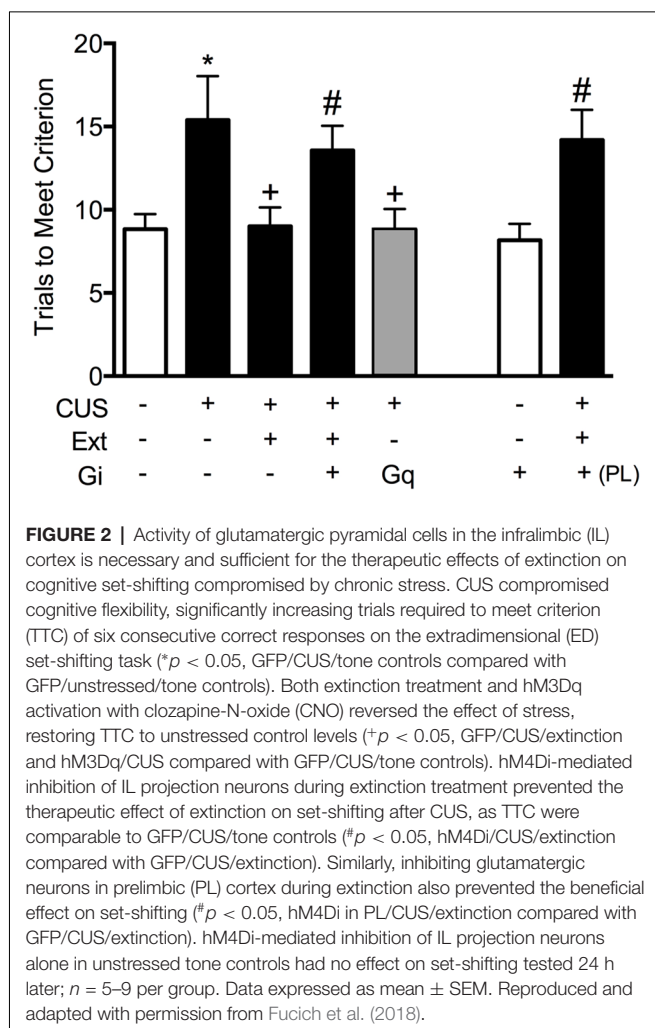 20
*
#
#
15
+
+
10
5
0
Trials to Meet Criterion
CUS - + + + + - +
Ext - - + + - - +
Gi - - - + Gq + + (PL)
FIGURE 2 | Activity of glutamatergic pyramidal cells in the infralimbic (IL)
cortex is necessary and sufficient for the therapeutic effects of extinction on
cognitive set-shifting compromised by chronic stress. CUS compromised
cognitive flexibility, significantly increasing trials required to meet criterion
(TTC) of six consecutive correct responses on the extradimensional (ED)
set-shifting task (*p < 0.05, GFP/CUS/tone controls compared with
GFP/unstressed/tone controls). Both extinction treatment and hM3Dq
activation with clozapine-N-oxide (CNO) reversed the effect of stress,
restoring TTC to unstressed control levels (+p < 0.05, GFP/CUS/extinction
and hM3Dq/CUS compared with GFP/CUS/tone controls). hM4Di-mediated
inhibition of IL projection neurons during extinction treatment prevented the
therapeutic effect of extinction on set-shifting after CUS, as TTC were
comparable to GFP/CUS/tone controls (#p < 0.05, hM4Di/CUS/extinction
compared with GFP/CUS/extinction). Similarly, inhibiting glutamatergic
neurons in prelimbic (PL) cortex during extinction also prevented the beneficial
effect on set-shifting (#p < 0.05, hM4Di in PL/CUS/extinction compared with
GFP/CUS/extinction). hM4Di-mediated inhibition of IL projection neurons
alone in unstressed tone controls had no effect on set-shifting tested 24 h
later; n = 5–9 per group. Data expressed as mean ± SEM. Reproduced and
adapted with permission from Fucich et al. (2018).